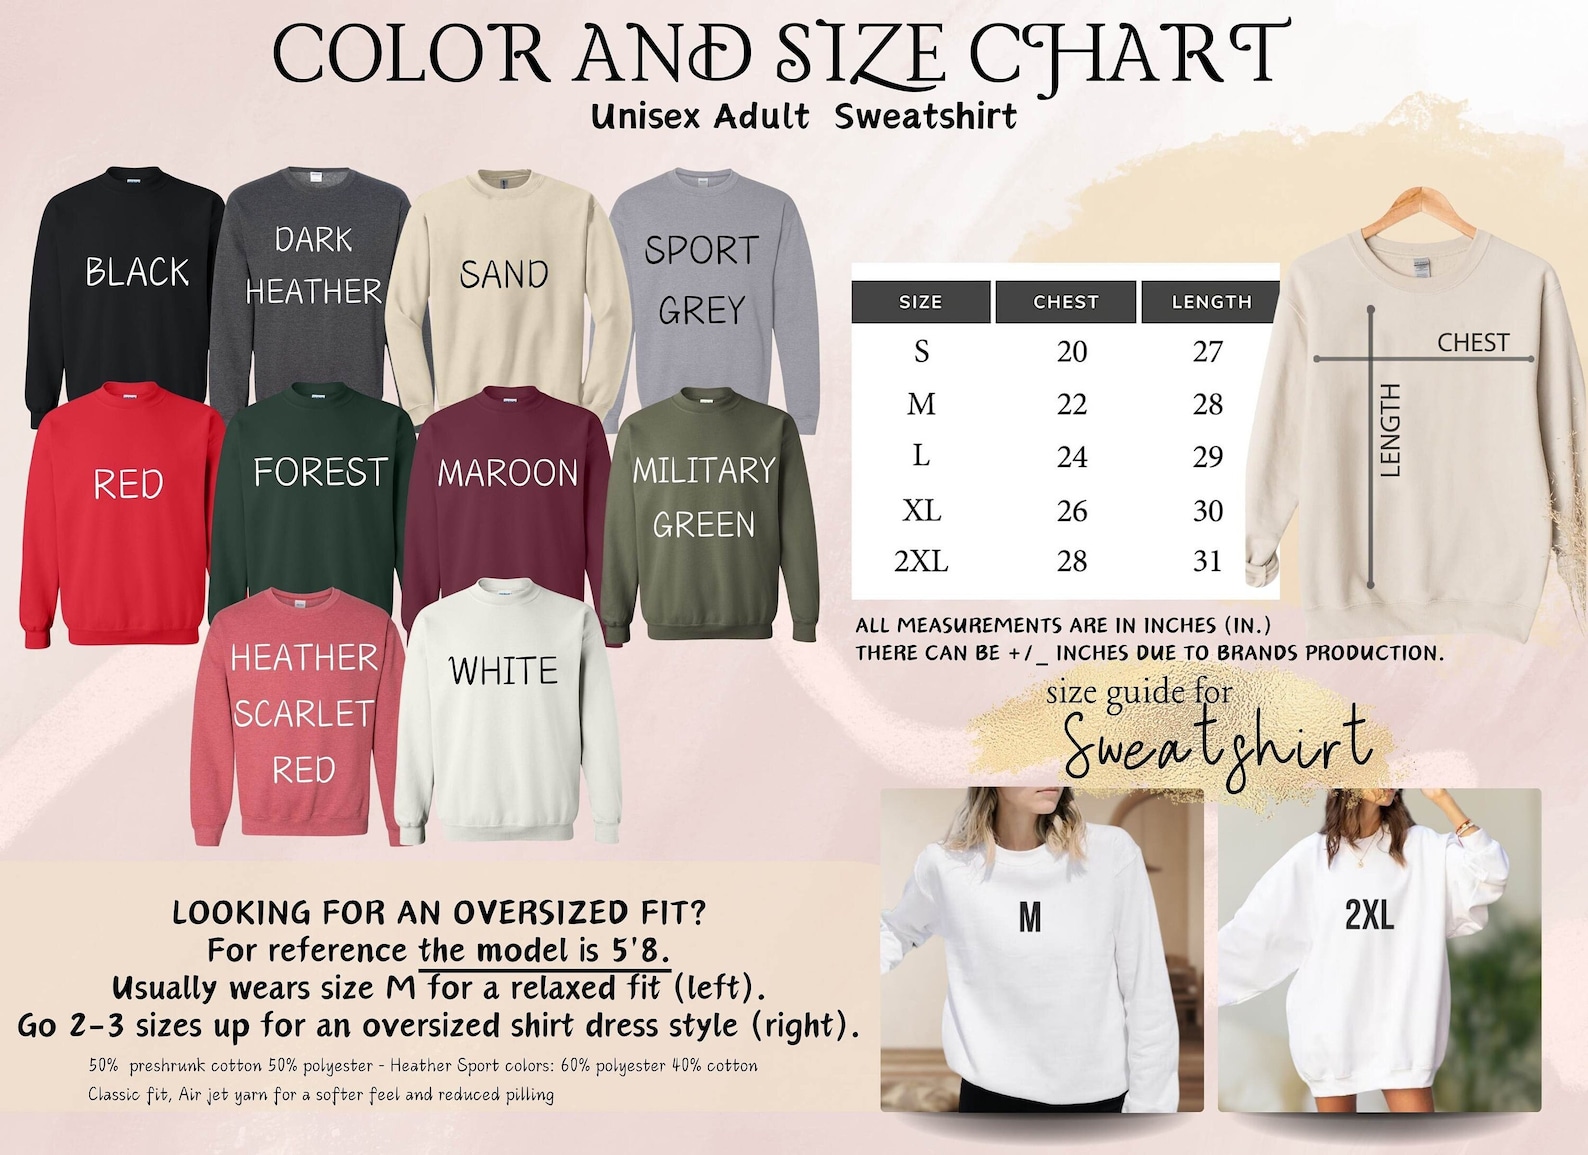 COLOR AND SIZE CHART
Unisex Adult Sweatshirt
BLACK
DARK
HEATHER
SAND
SPORT
GREY
RED
FOREST
MAROON
MILITARY
GREEN
HEATHER
SCARLET
RED
WHITE
SIZE CHEST LENGTH
S 20 27
M 22 28
L 24 29
XL 26 30
2XL 28 31
CHEST
LENGTH
ALL MEASUREMENTS ARE IN INCHES (IN.)
THERE CAN BE +/_ INCHES DUE TO BRANDS PRODUCTION.
size guide for
Sweatshirt
M
2XL
LOOKING FOR AN OVERSIZED FIT?
For reference the model is 5'8.
Usually wears size M for a relaxed fit (left).
Go 2-3 sizes up for an oversized shirt dress style (right).
50% preshrunk cotton 50% polyester - Heather Sport colors: 60% polyester 40% cotton
Classic fit, Air jet yarn for a softer feel and reduced pilling